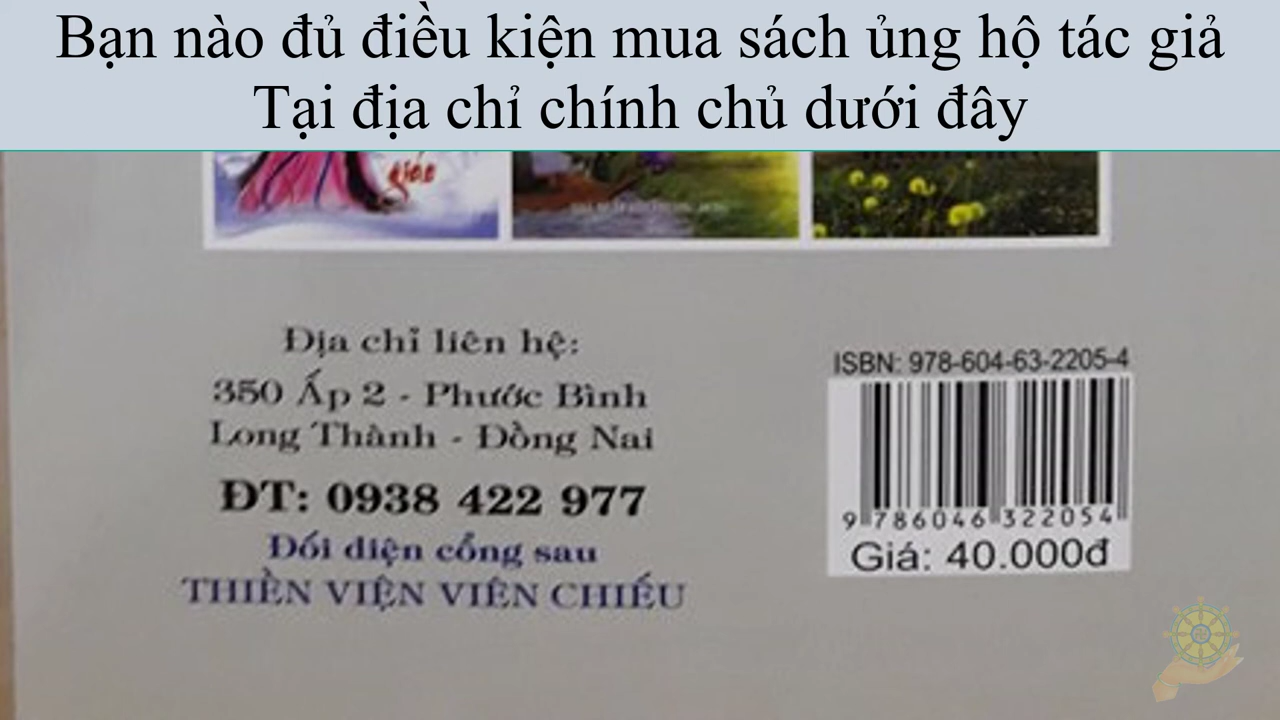 Bạn nào đủ điều kiện mua sách ủng hộ tác giả
Tại địa chỉ chính chủ dưới đây
giác
Địa chỉ liên hệ:
350 Ấp 2 - Phước Bình
Long Thành - Đồng Nai
ĐT: 0938 422 977
Đối diện cổng sau
THIỀN VIỆN VIÊN CHIẾU
ISBN: 978-604-63-2205-4
9 786046 322054
Giá: 40.000đ